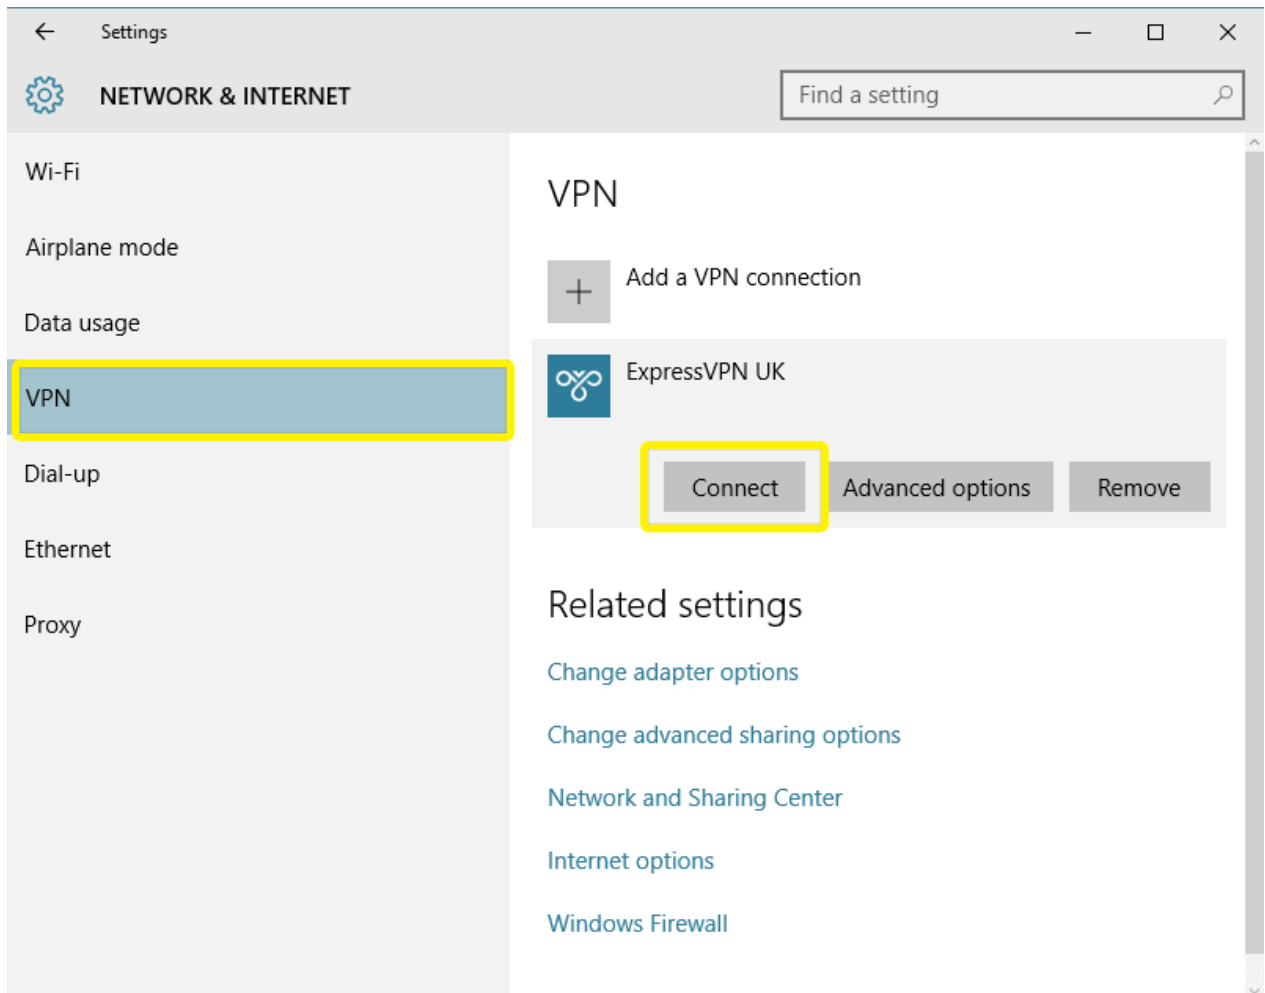 Settings
NETWORK & INTERNET
Find a setting
Wi-Fi
Airplane mode
Data usage
VPN
Dial-up
Ethernet
Proxy
VPN
Add a VPN connection
ExpressVPN UK
Connect
Advanced options
Remove
Related settings
Change adapter options
Change advanced sharing options
Network and Sharing Center
Internet options
Windows Firewall